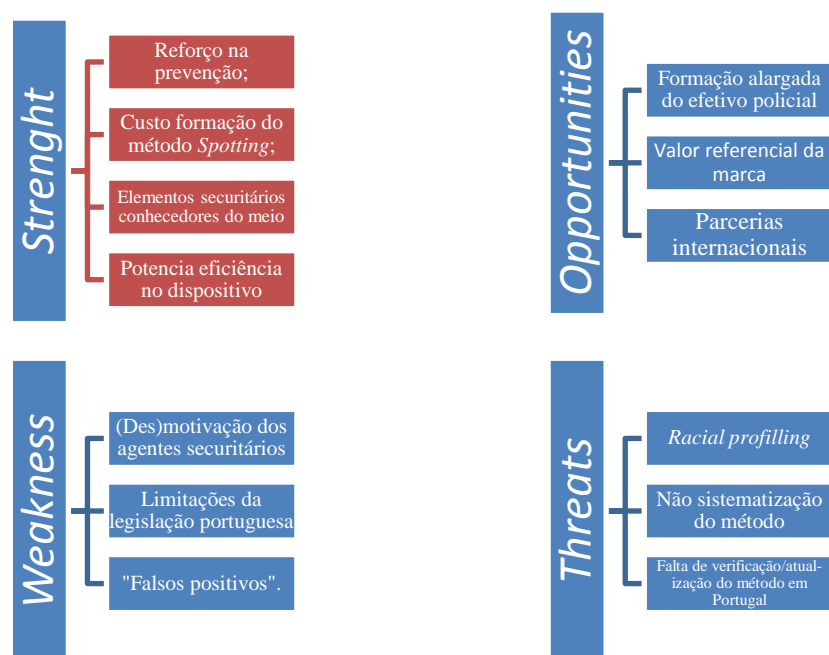 Strenght
Reforço na
prevenção;
Custo formação do
método Spotting;
Elementos securitários
conhecedores do meio
Potencia eficiência
no dispositivo
Opportunities
Formação alargada
do efetivo policial
Valor referencial da
marca
Parcerias
internacionais
Weakness
(Des)motivação dos
agentes securitários
Limitações da
legislação portuguesa
"Falsos positivos".
Threats
Racial profilling
Não sistematização
do método
Falta de verificação/atual-
ização do método em
Portugal